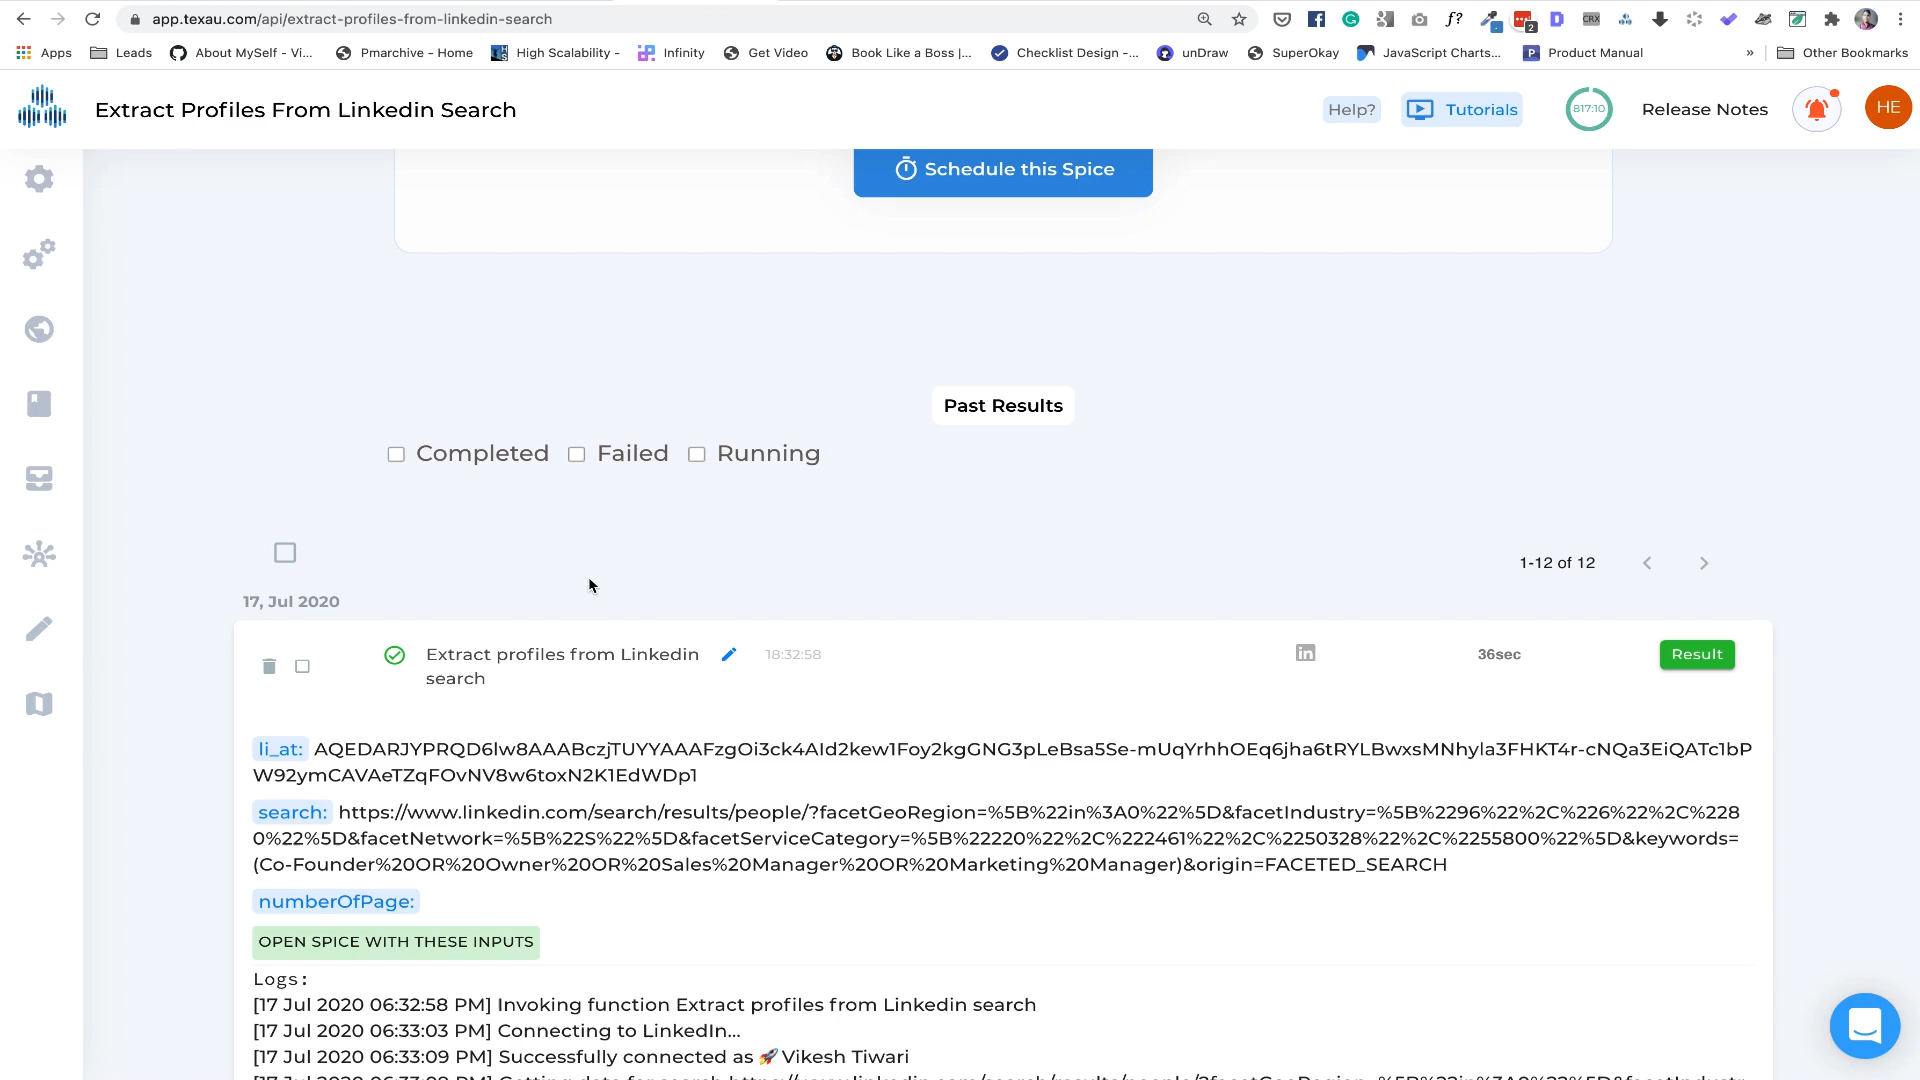 app.texau.com/api/extract-profiles-from-linkedin-search
f?
CRX
2
Apps
Leads
About MySelf - Vi...
Pmarchive - Home
High Scalability -
Infinity
Get Video
Book Like a Boss |...
Checklist Design -...
unDraw
SuperOkay
JavaScript Charts...
Product Manual
»
Other Bookmarks
Extract Profiles From Linkedin Search
Help?
Tutorials
817:10
Release Notes
HE
Schedule this Spice
Past Results
Completed
Failed
Running
1-12 of 12
17, Jul 2020
Extract profiles from Linkedin
search
18:32:58
36sec
Result
li_at: AQEDARJYPRQD6lw8AAABczjTUYYAAAFzgOi3ck4AId2kew1Foy2kgGNG3pLeBsa5Se-mUqYrhhOEq6jha6tRYLBwxsMNhyla3FHKT4r-cNQa3EiQATc1bP
W92ymCAVAeTZqFOvNV8w6toxN2K1EdWDp1
search: https://www.linkedin.com/search/results/people/?facetGeoRegion=%5B%22in%3A0%22%5D&facetIndustry=%5B%2296%22%2C%226%22%2C%228
0%22%5D&facetNetwork=%5B%22S%22%5D&facetServiceCategory=%5B%22220%22%2C%222461%22%2C%2250328%22%2C%2255800%22%5D&keywords=
(Co-Founder%20OR%20Owner%20OR%20Sales%20Manager%20OR%20Marketing%20Manager)&origin=FACETED_SEARCH
numberOfPage:
OPEN SPICE WITH THESE INPUTS
Logs:
[17 Jul 2020 06:32:58 PM] Invoking function Extract profiles from Linkedin search
[17 Jul 2020 06:33:03 PM] Connecting to LinkedIn...
[17 Jul 2020 06:33:09 PM] Successfully connected as 🚀Vikesh Tiwari